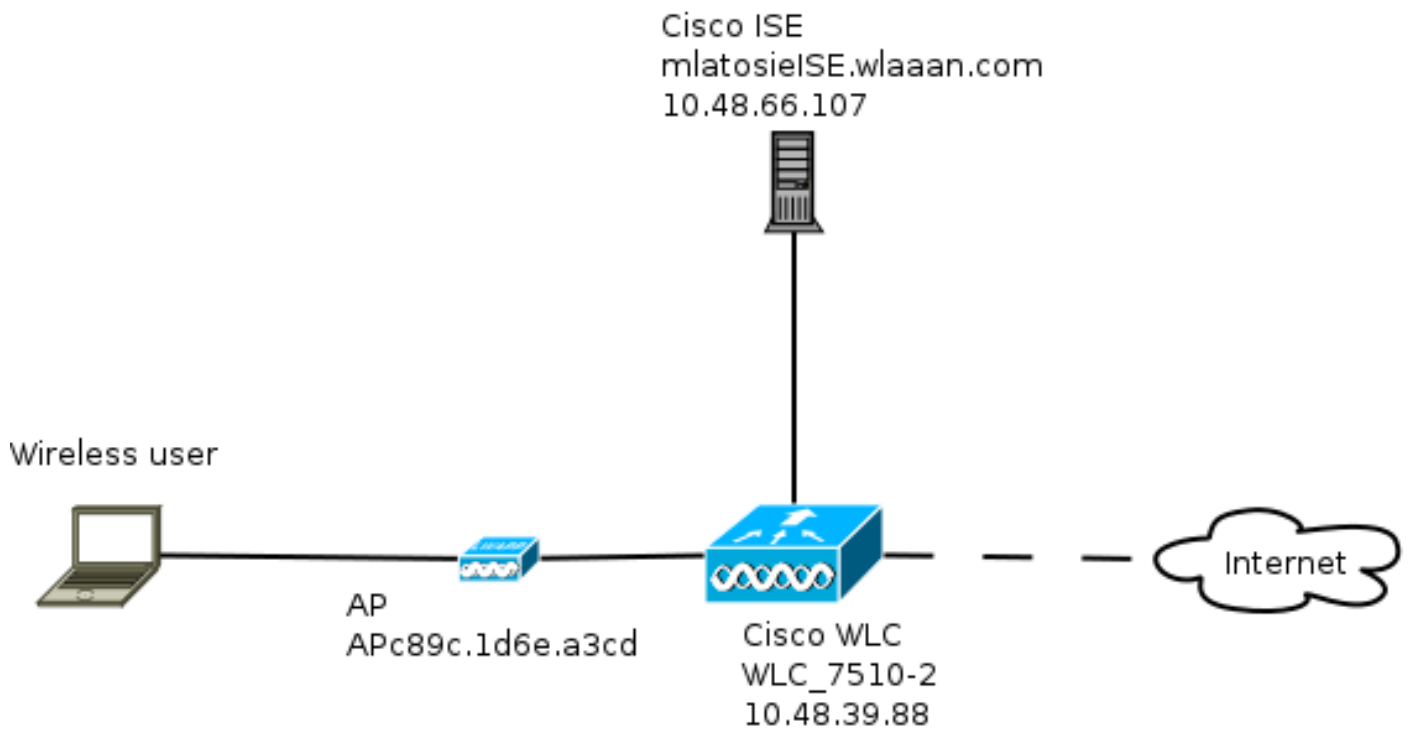 Cisco ISE
mlatosieISE.wlaaan.com
10.48.66.107
Wireless user
LWAPP
AP
APc89c.1d6e.a3cd
Cisco WLC
WLC_7510-2
10.48.39.88
Internet